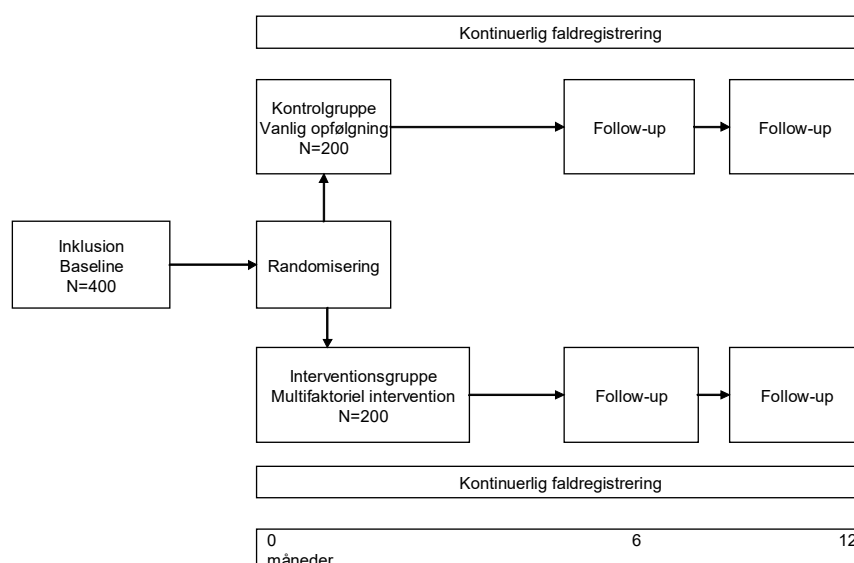 Kontinuerlig faldregistrering
Kontrolgruppe
Vanlig opfølgning
N=200
Follow-up
Follow-up
Inklusion
Baseline
N=400
Randomisering
Interventionsgruppe
Multifaktoriel intervention
N=200
Follow-up
Follow-up
Kontinuerlig faldregistrering
0 6 12
måneder